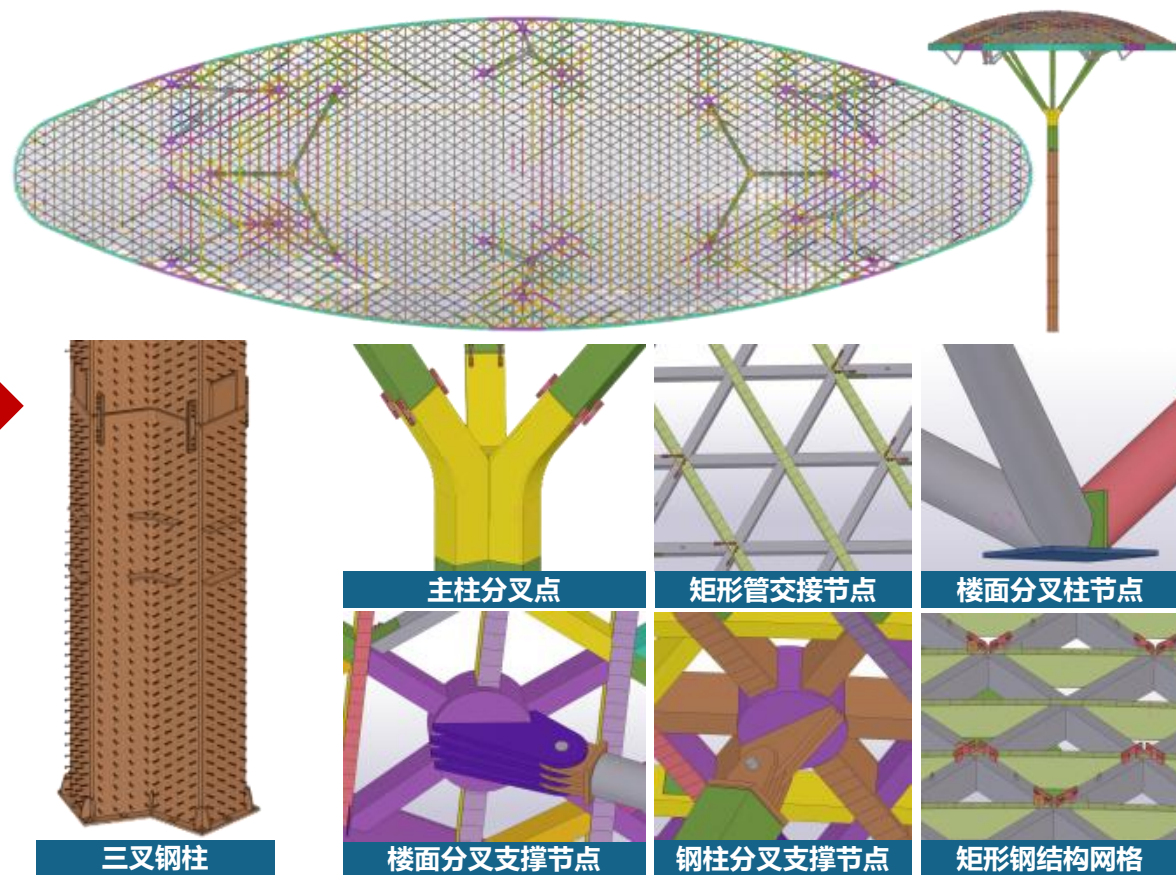 主柱分叉点
矩形管交接节点
楼面分叉柱节点
三叉钢柱
楼面分叉支撑节点
钢柱分叉支撑节点
矩形钢结构网格